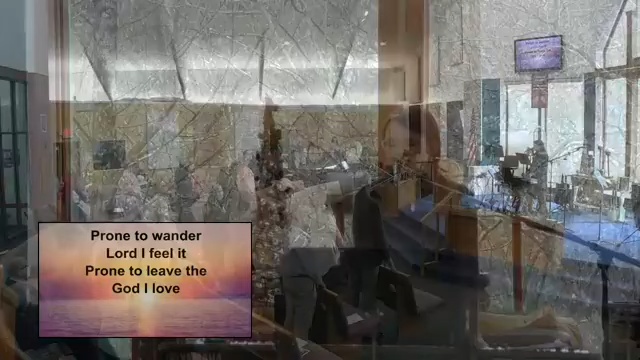 Prone to wander
Lord I feel it
Prone to leave the
God I love